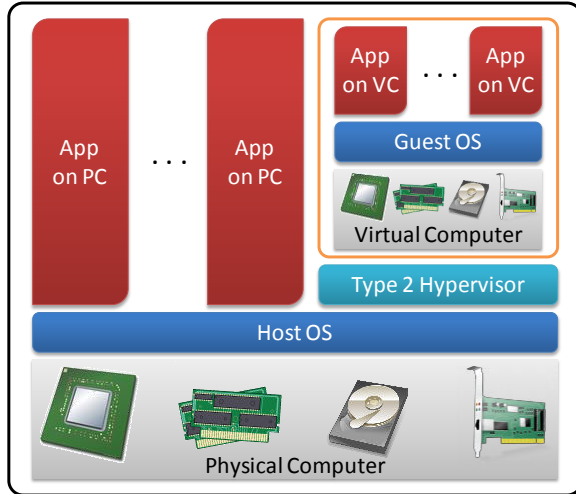 App
on PC
. . .
App
on PC
App
on VC
. . .
App
on VC
Guest OS
Virtual Computer
Type 2 Hypervisor
Host OS
Physical Computer